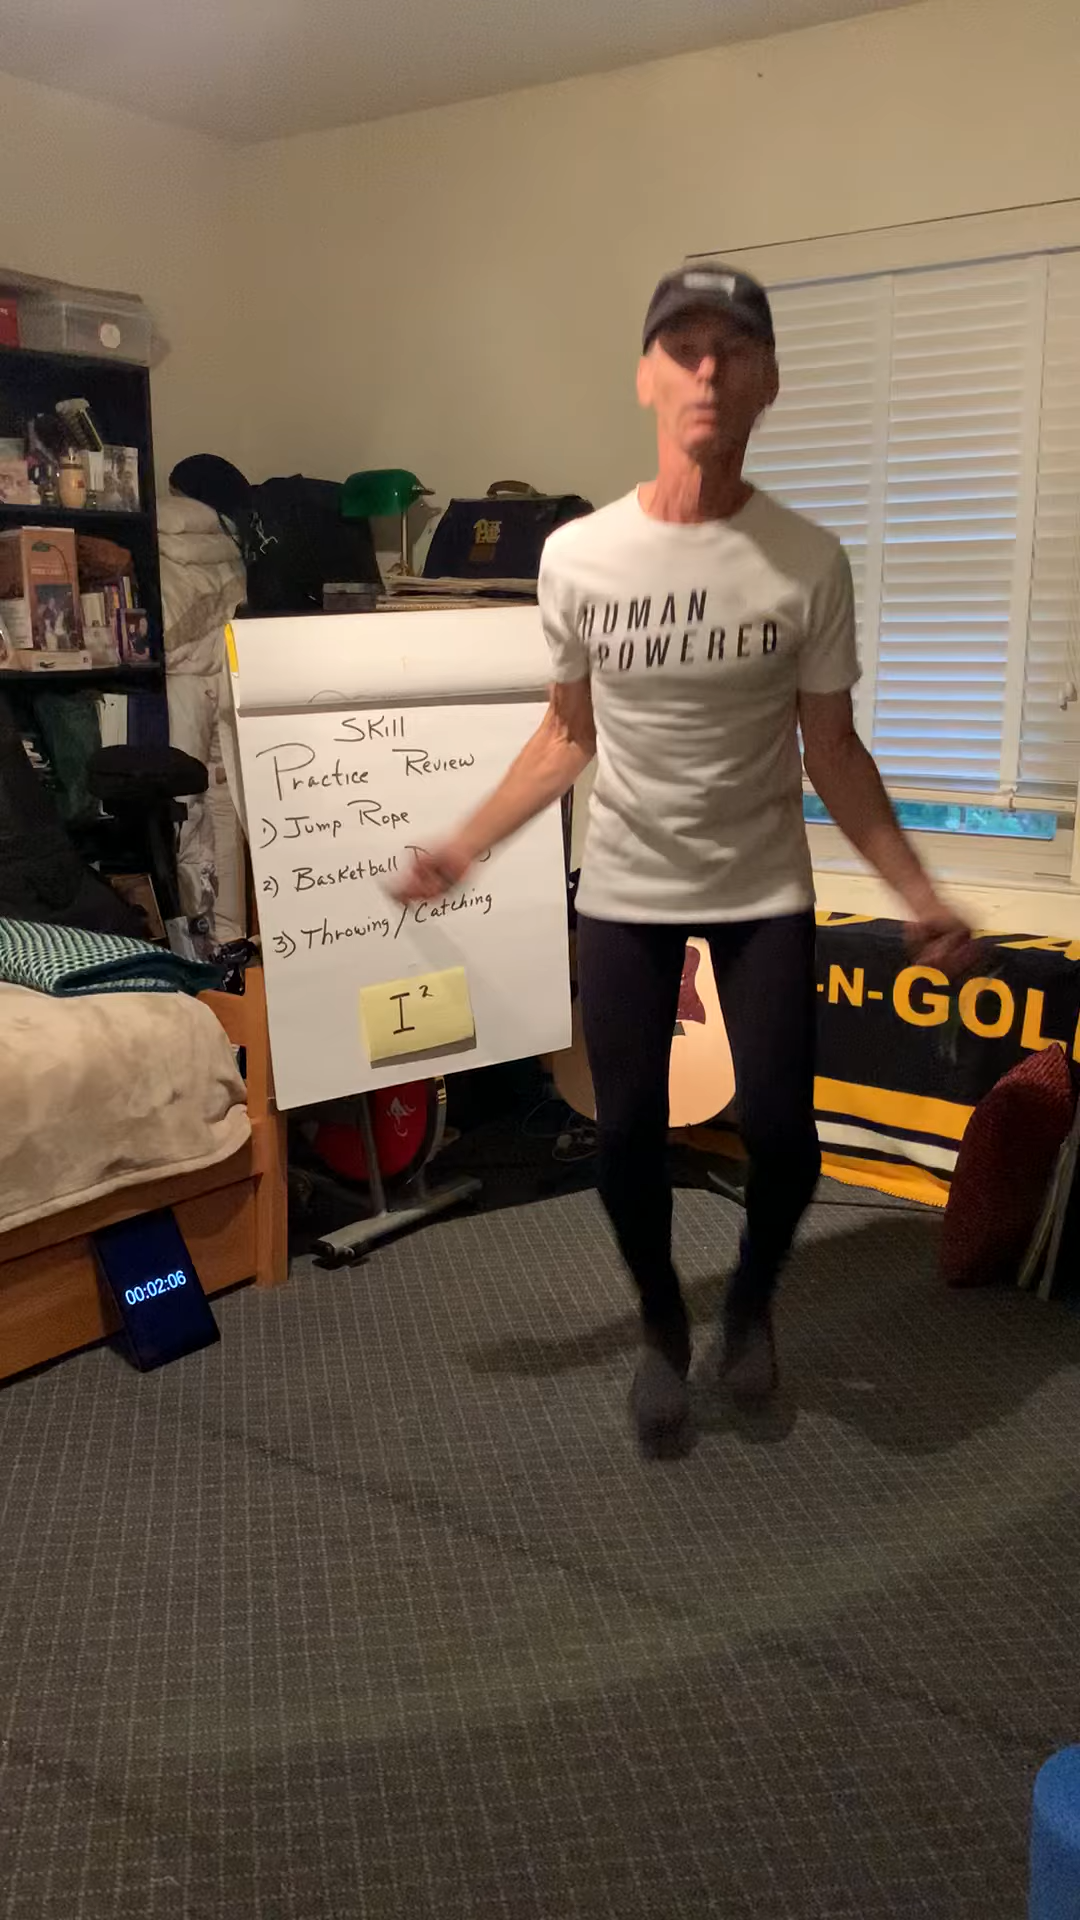 HUMAN
POWERED
SKill
Practice Review
1) Jump Rope
2) Basketball
3) Throwing / Catching
I²
-N-GOL
00:02:06